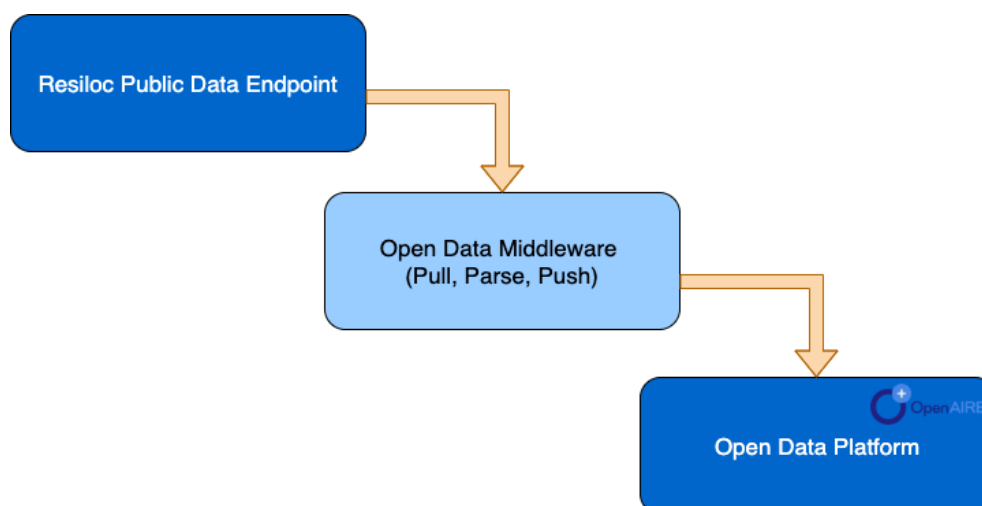 Resiloc Public Data Endpoint
Open Data Middleware
(Pull, Parse, Push)
OpenAIRE
Open Data Platform